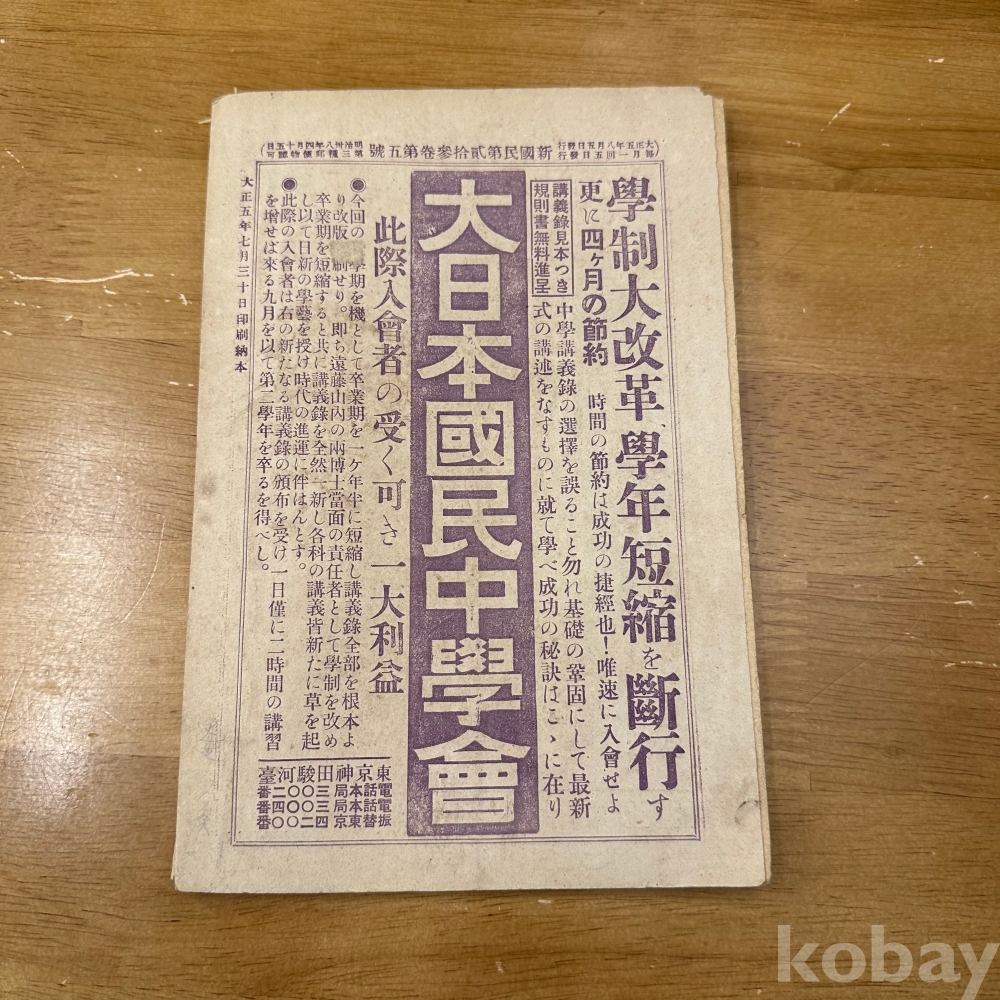 大正五年八月五日發行
每月一回五日發行
新國民第貳拾參卷第五號
明治卅八年四月十五日
第三種郵便物認可
學制大改革、學年短縮を斷行す
更に四ヶ月の節約 時間の節約は成功の捷經也!唯速に入會せよ
講義錄見本つき
規則書無料進呈
中學講義錄の選擇を誤ること勿れ基礎の鞏固にして最新
式の講述をなすものに就て學べ成功の秘訣はこゝに在り
大日本國民中學會
此際入會者の受く可き一大利益
●今回の學期を機として卒業期を一ケ年半に短縮し講義錄全部を根本よ
り改版刷せり。即ち遠藤山內の兩博士當面の責任者として學制を改め
卒業期を短縮すると共に講義錄を全然一新し各科の講義皆新たに草を起
し以て日新の學藝を授け時代の進運に伴はんとす。
●此際の入會者は右の新たなる講義錄の頒布を受け一日僅に二時間の講習
を增せば來る九月を以て第二學年を卒るを得べし。
東京神田駿河臺
電話本局三〇二番
電話本局三〇四番
振替東京四二〇〇番
大正五年七月三十日印刷納本
kobay